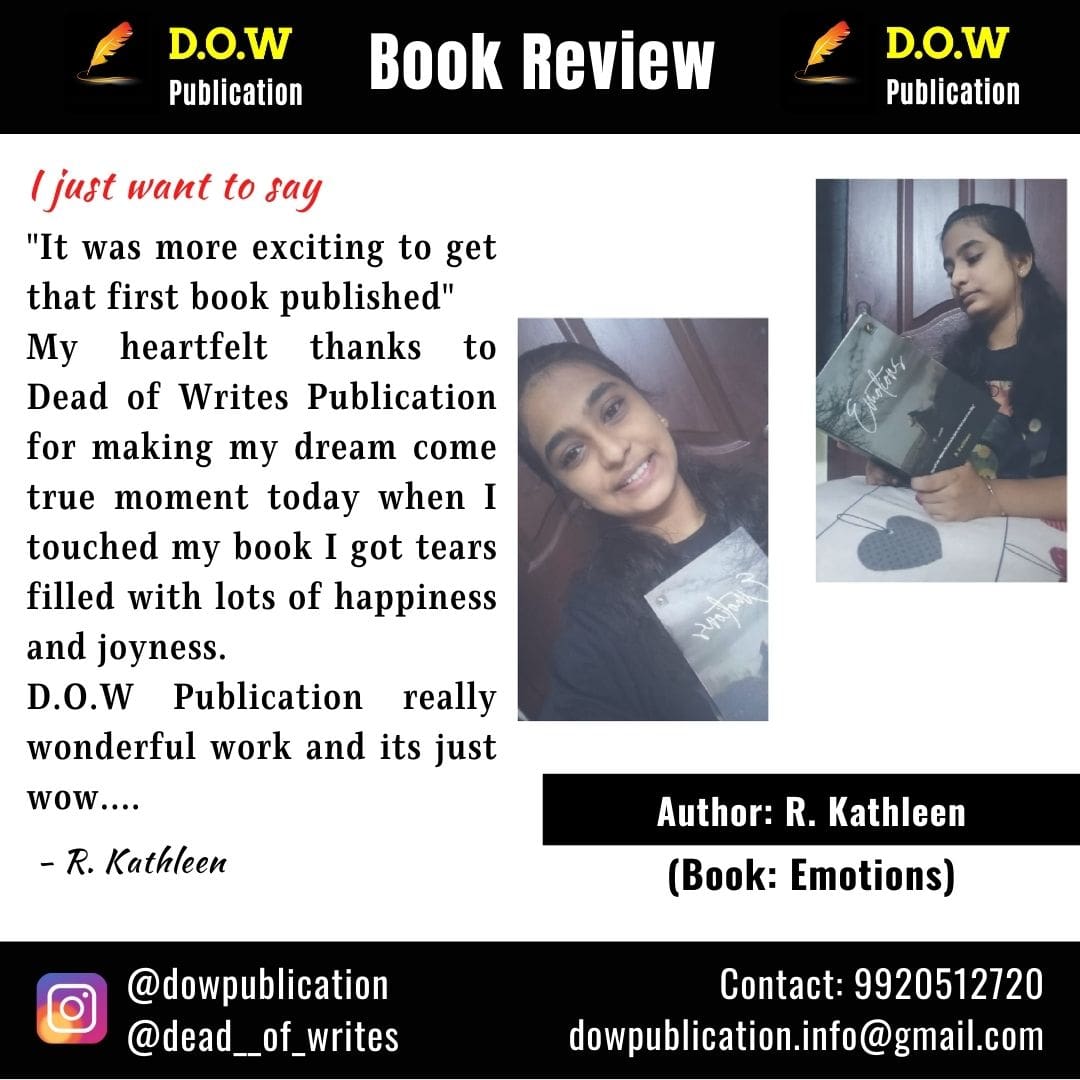 D.O.W
Publication
Book Review
D.O.W
Publication
I just want to say
"It was more exciting to get
that first book published"
My heartfelt thanks to
Dead of Writes Publication
for making my dream come
true moment today when I
touched my book I got tears
filled with lots of happiness
and joyness.
D.O.W Publication really
wonderful work and its just
wow....
– R. Kathleen
Emotions
Emotions
Author: R. Kathleen
(Book: Emotions)
@dowpublication
@dead__of_writes
Contact: 9920512720
dowpublication.info@gmail.com